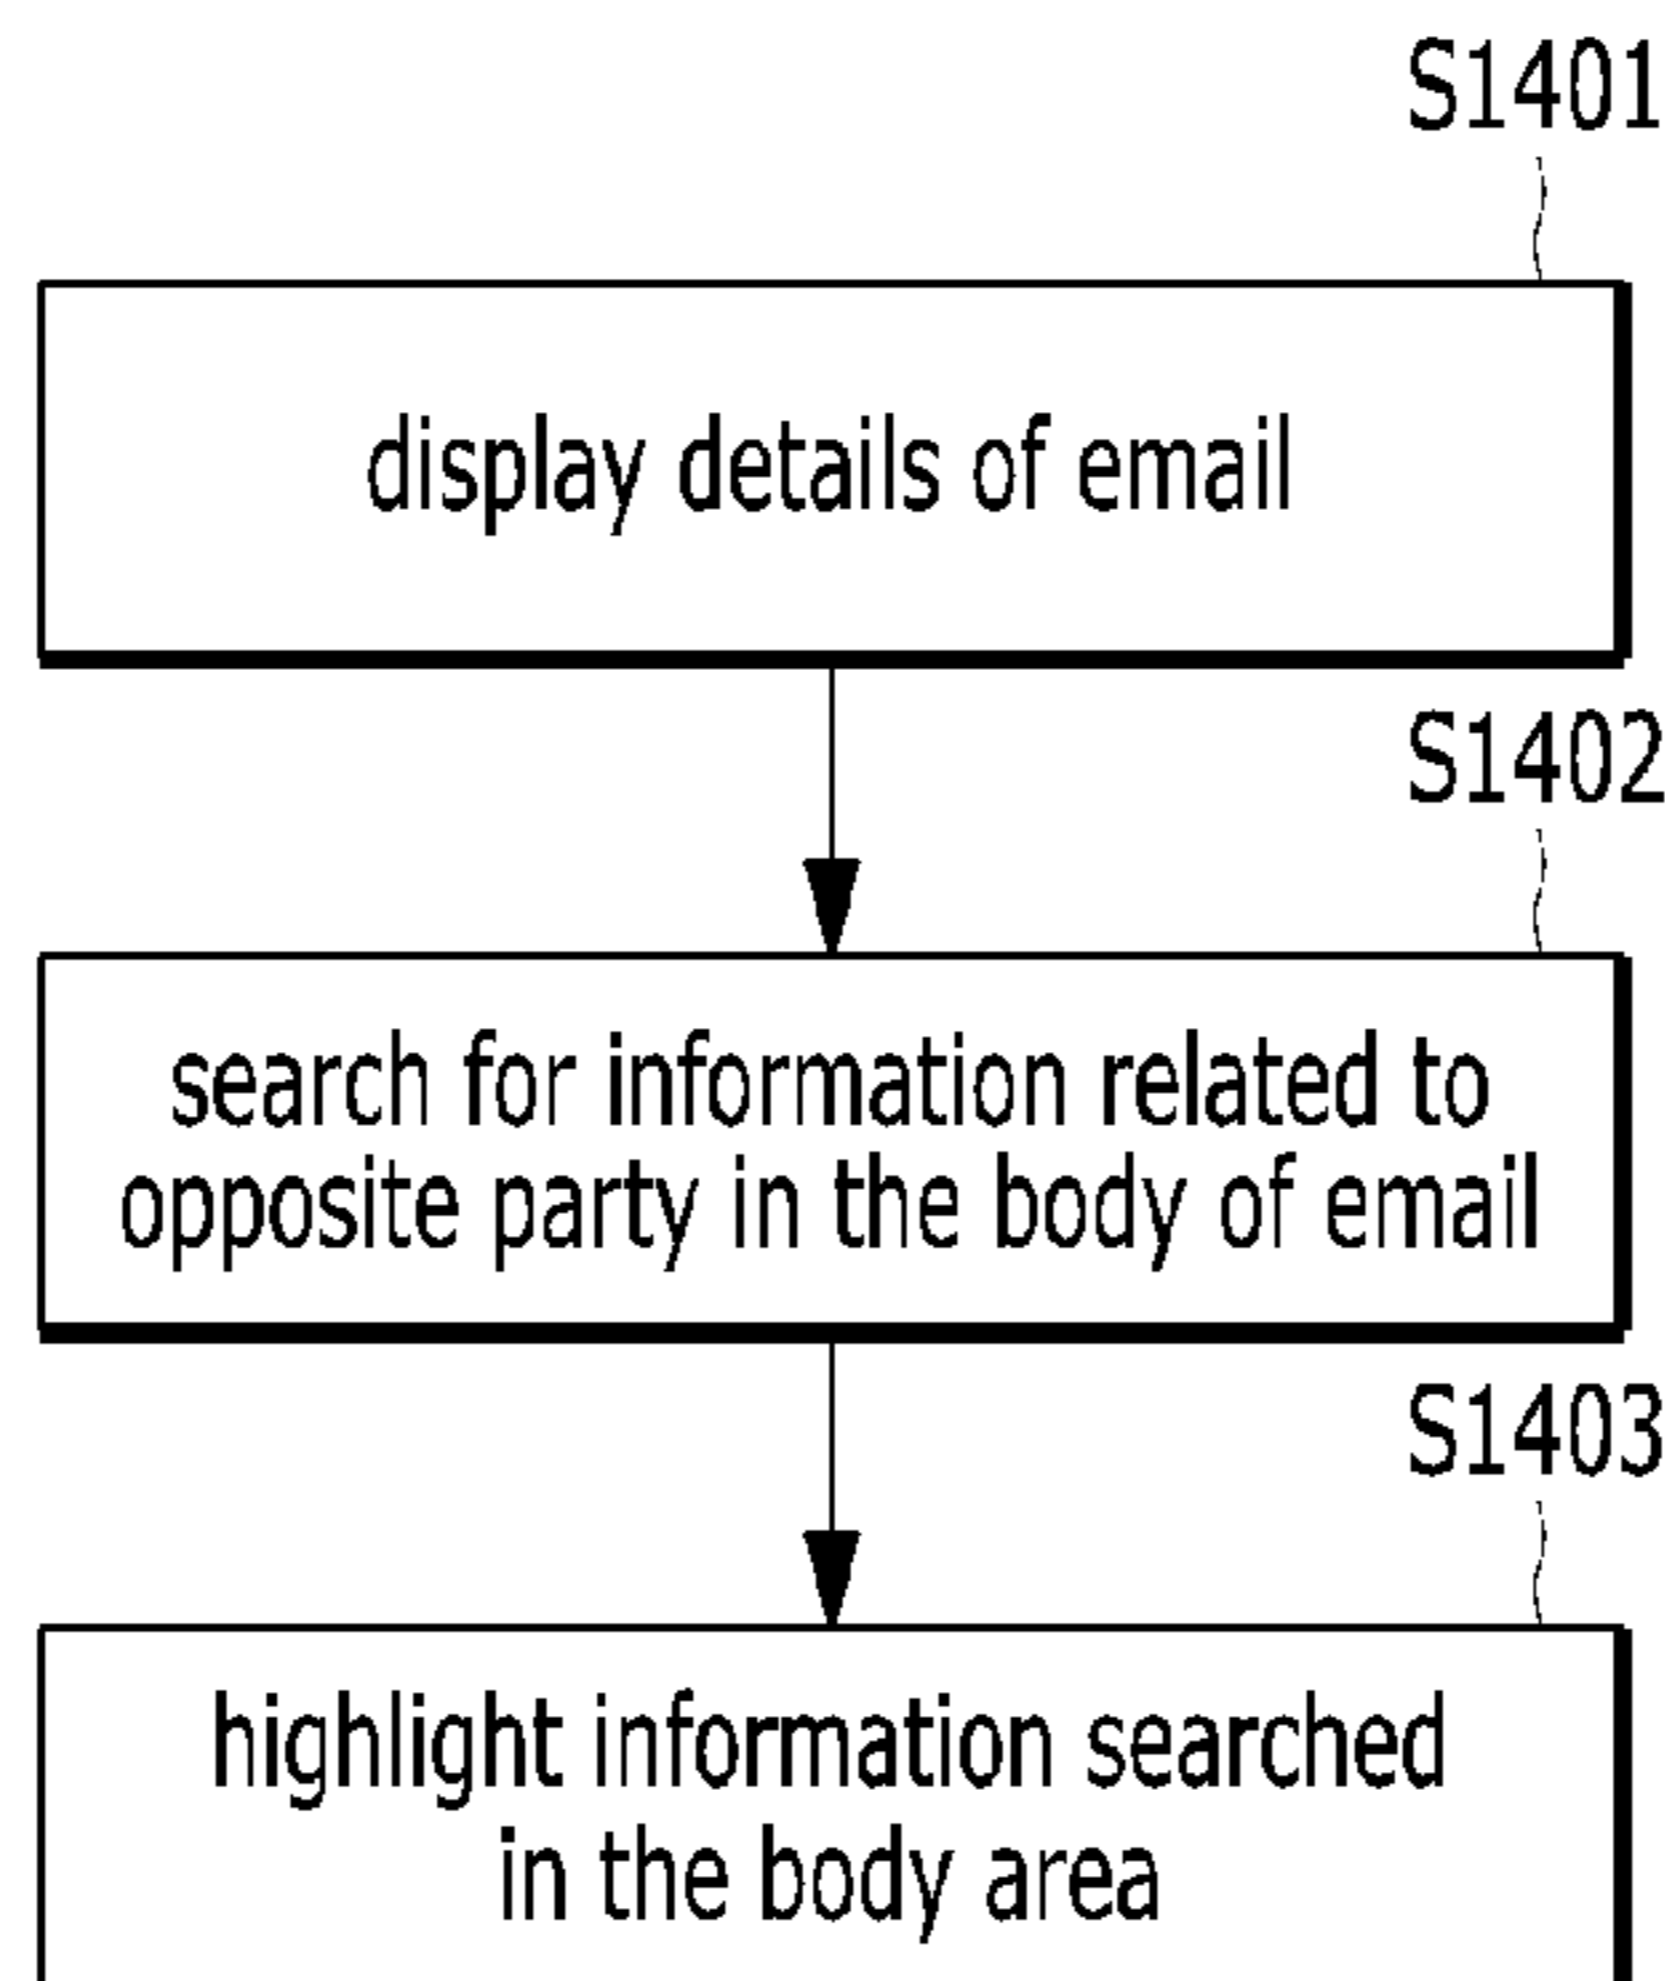 S1401
display details of email
S1402
search for information related to
opposite party in the body of email
S1403
highlight information searched
in the body area